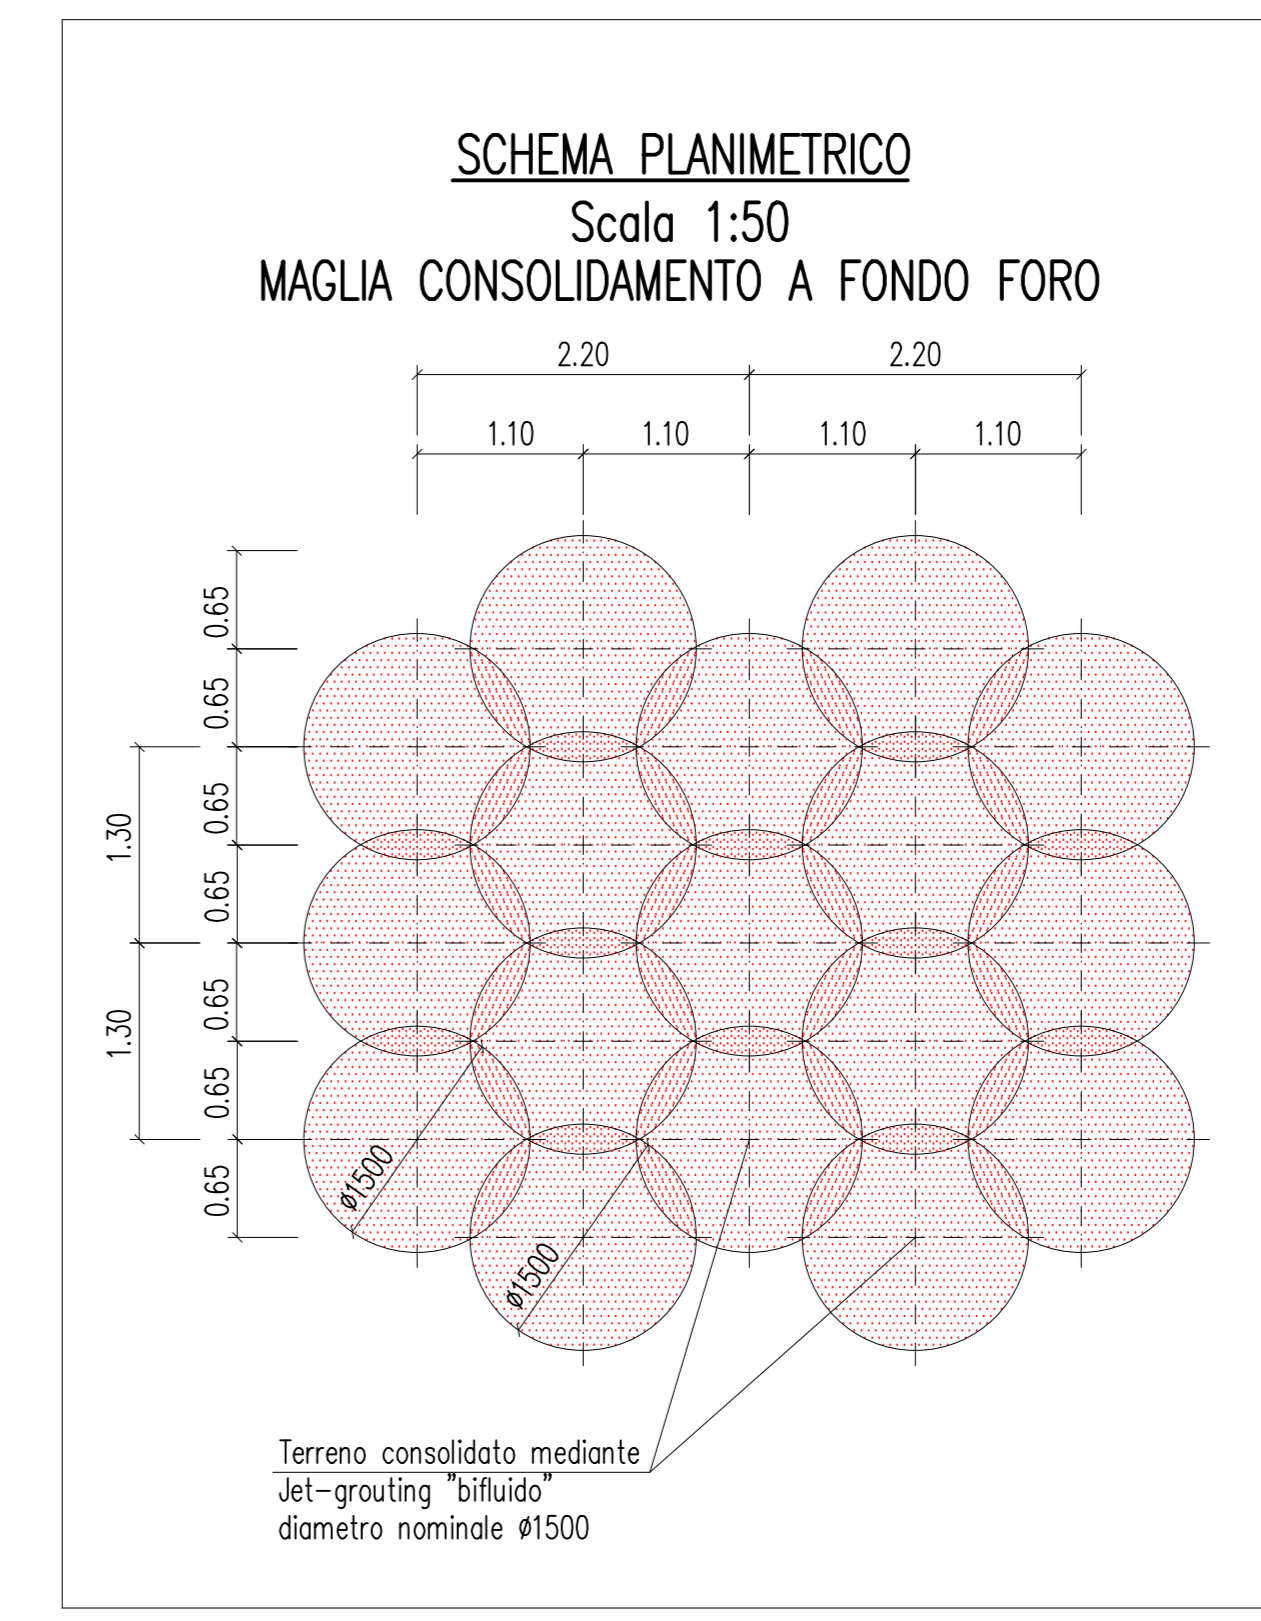 SCHEMA PLANIMETRICO
Scala 1:50
MAGLIA CONSOLIDAMENTO A FONDO FORO
2.20 2.20
1.10 1.10 1.10 1.10
0.65
0.65
0.65
1.30
0.65
0.65
1.30
0.65
0.65
ø1500
ø1500
Terreno consolidato mediante
Jet-grouting "bifluido"
diametro nominale ø1500